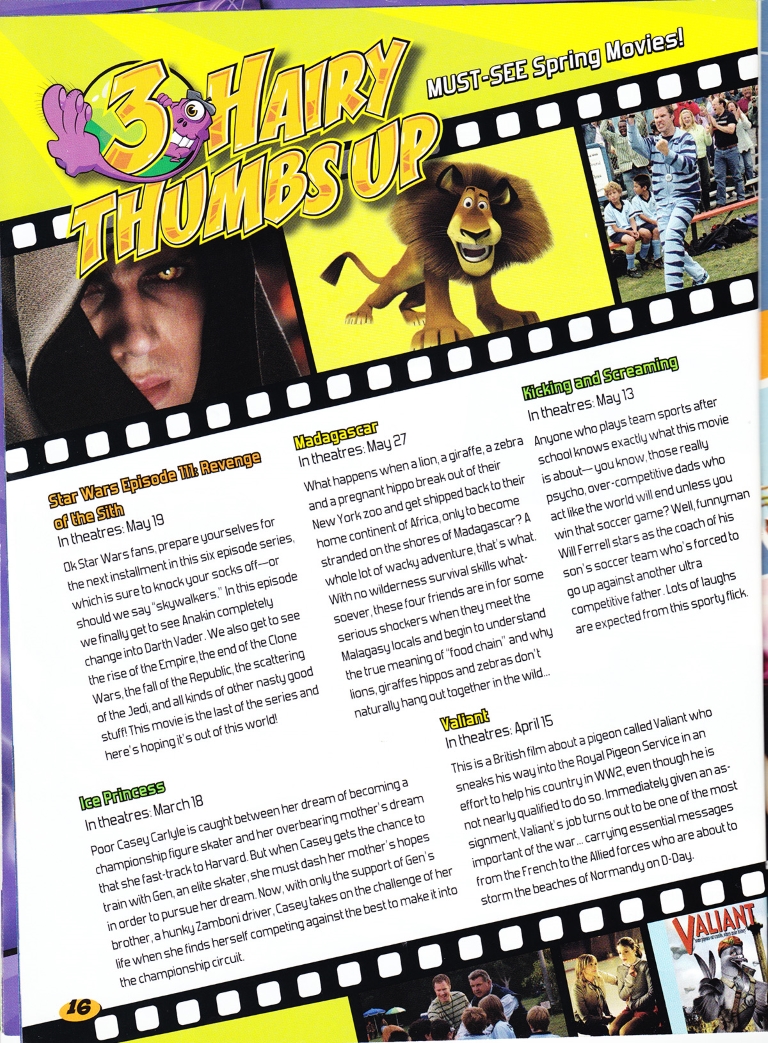 3 HAIRY
THUMBS UP
MUST-SEE Spring Movies!
Star Wars Episode 111: Revenge
of the Sith
In theatres: May 19
Ok Star Wars fans, prepare yourselves for
the next installment in this six episode series,
which is sure to knock your socks off—or
should we say "skywalkers." In this episode
we finally get to see Anakin completely
change into Darth Vader. We also get to see
the rise of the Empire, the end of the Clone
Wars, the fall of the Republic, the scattering
of the Jedi, and all kinds of other nasty good
stuff! This movie is the last of the series and
here's hoping it's out of this world!
Madagascar
In theatres: May 27
What happens when a lion, a giraffe, a zebra
and a pregnant hippo break out of their
New York zoo and get shipped back to their
home continent of Africa, only to become
stranded on the shores of Madagascar? A
whole lot of wacky adventure, that's what.
With no wilderness survival skills what-
soever, these four friends are in for some
serious shockers when they meet the
Malagasy locals and begin to understand
the true meaning of "food chain" and why
lions, giraffes hippos and zebras don't
naturally hang out together in the wild...
Kicking and Screaming
In theatres: May 13
Anyone who plays team sports after
school knows exactly what this movie
is about—you know, those really
psycho, over-competitive dads who
act like the world will end unless you
win that soccer game? Well, funnyman
Will Ferrell stars as the coach of his
son's soccer team who's forced to
go up against another ultra
competitive father. Lots of laughs
are expected from this sporty flick.
Ice Princess
In theatres: March 18
Poor Casey Carlyle is caught between her dream of becoming a
championship figure skater and her overbearing mother's dream
that she fast-track to Harvard. But when Casey gets the chance to
train with Gen, an elite skater, she must dash her mother's hopes
in order to pursue her dream. Now, with only the support of Gen's
brother, a hunky Zamboni driver, Casey takes on the challenge of her
life when she finds herself competing against the best to make it into
the championship circuit.
Valiant
In theatres: April 15
This is a British film about a pigeon called Valiant who
sneaks his way into the Royal Pigeon Service in an
effort to help his country in WW2, even though he is
not nearly qualified to do so. Immediately given an as-
signment, Valiant's job turns out to be one of the most
important of the war... carrying essential messages
from the French to the Allied forces who are about to
storm the beaches of Normandy on D-Day.
VALIANT
16